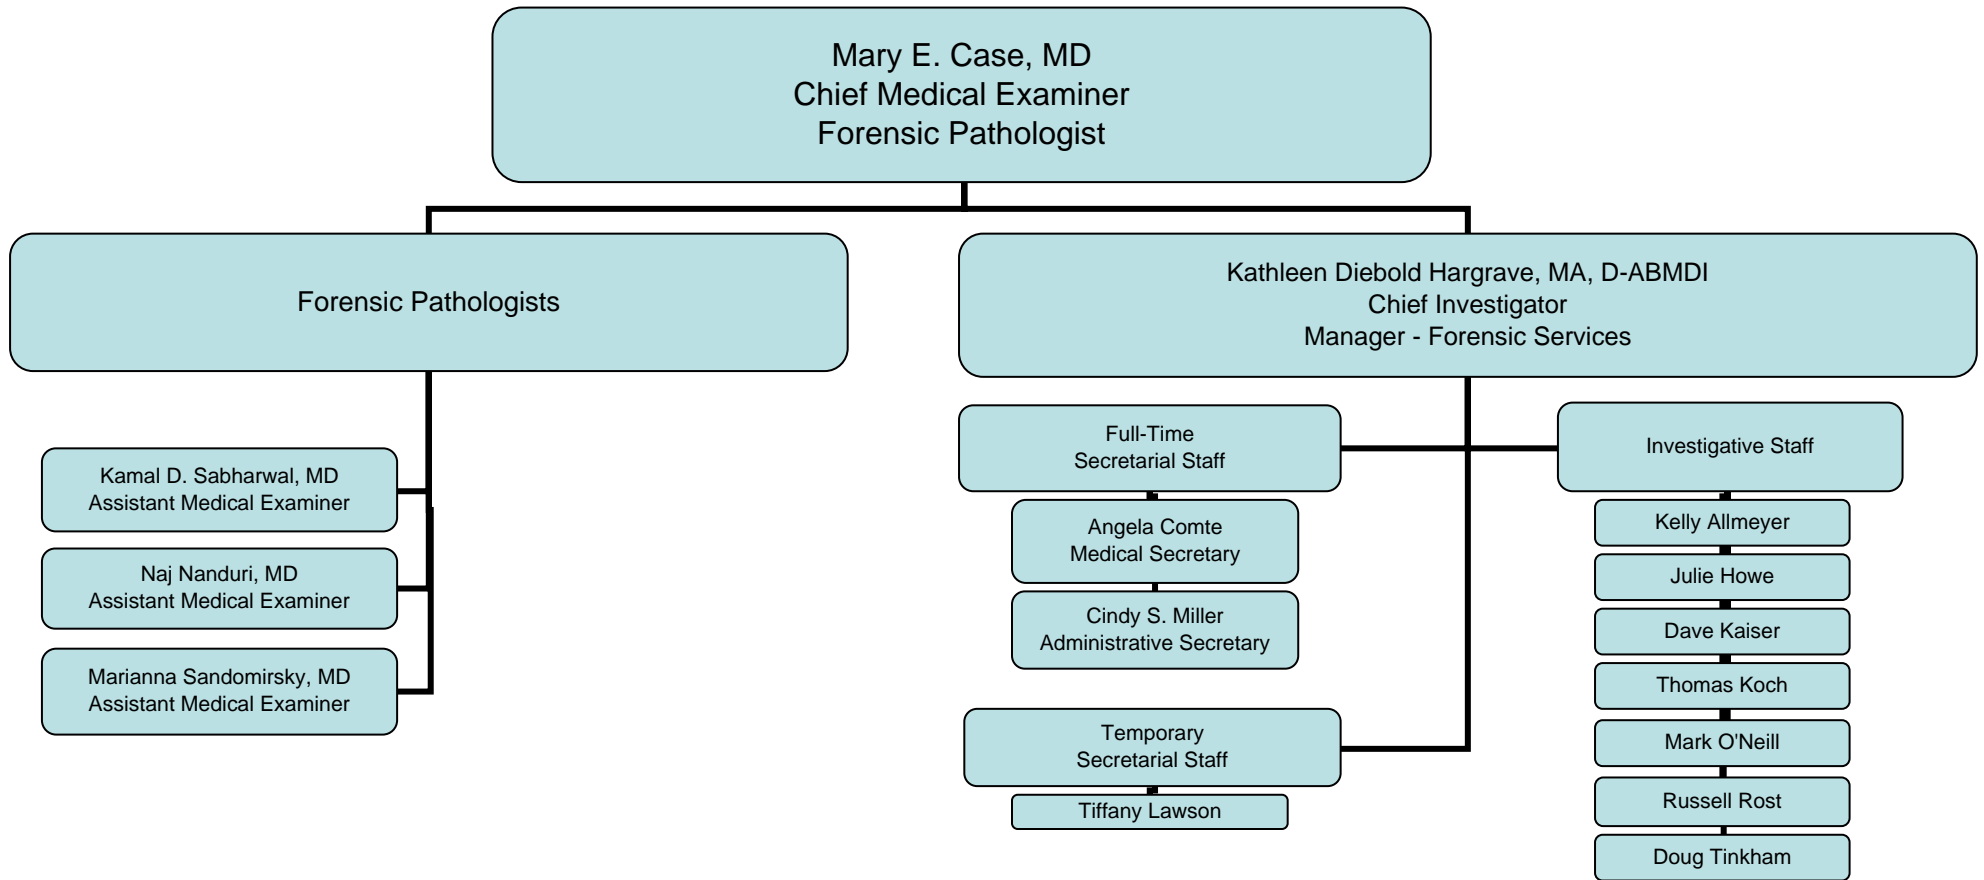 Mary E. Case, MD
Chief Medical Examiner
Forensic Pathologist
Forensic Pathologists
Kamal D. Sabharwal, MD
Assistant Medical Examiner
Naj Nanduri, MD
Assistant Medical Examiner
Marianna Sandomirsky, MD
Assistant Medical Examiner
Kathleen Diebold Hargrave, MA, D-ABMDI
Chief Investigator
Manager - Forensic Services
Full-Time
Secretarial Staff
Angela Comte
Medical Secretary
Cindy S. Miller
Administrative Secretary
Temporary
Secretarial Staff
Tiffany Lawson
Investigative Staff
Kelly Allmeyer
Julie Howe
Dave Kaiser
Thomas Koch
Mark O'Neill
Russell Rost
Doug Tinkham